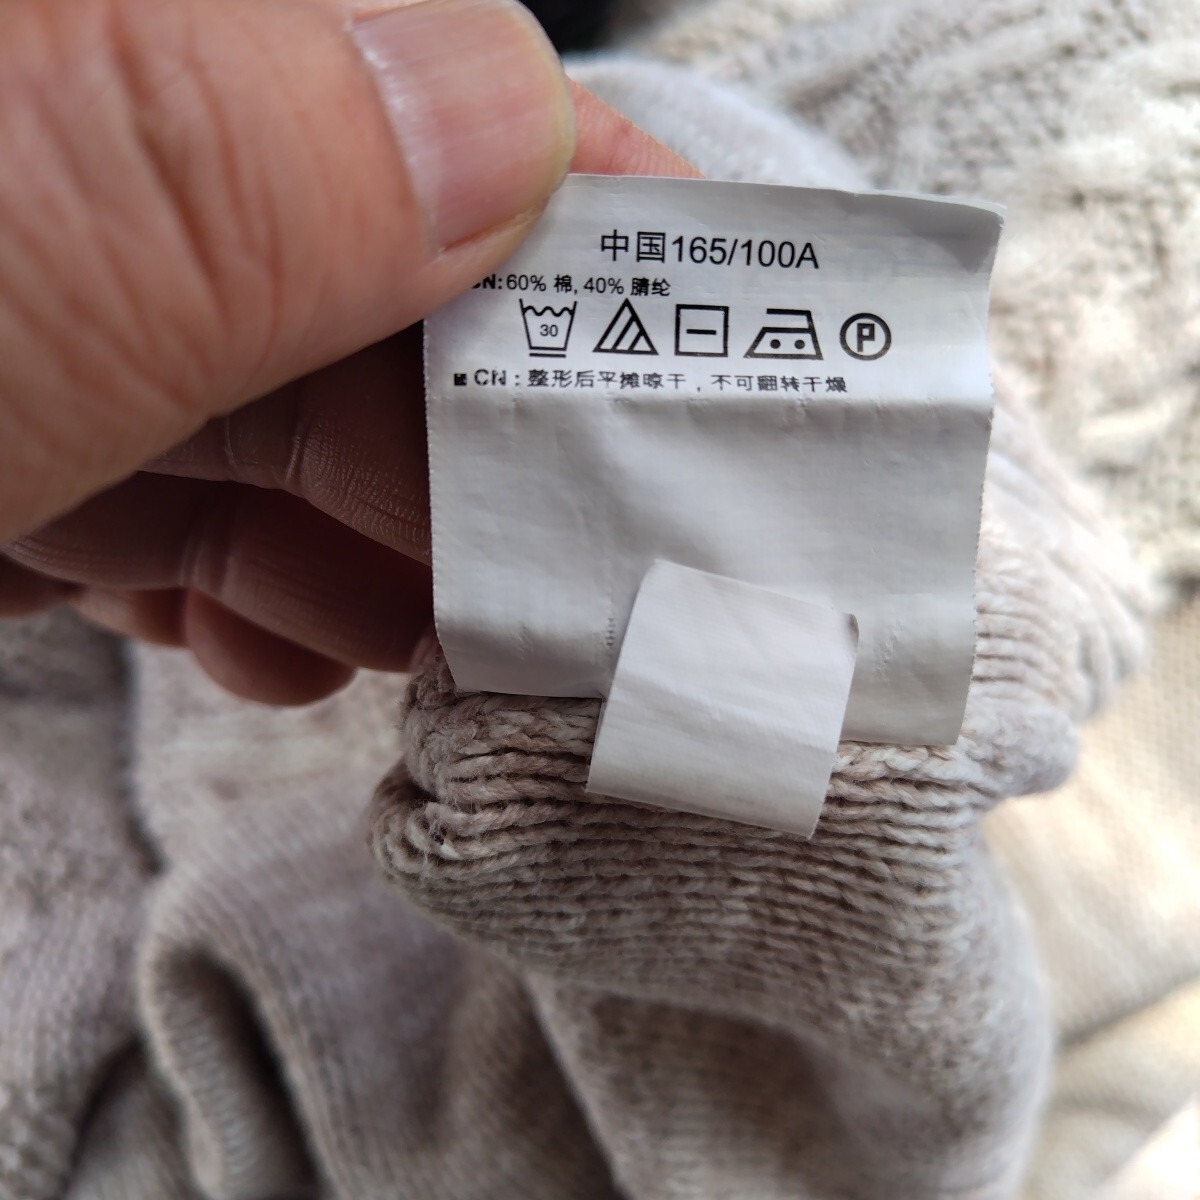 中国165/100A
CN: 60% 棉, 40% 腈纶
30 P
CN：整形后平摊晾干，不可翻转干燥